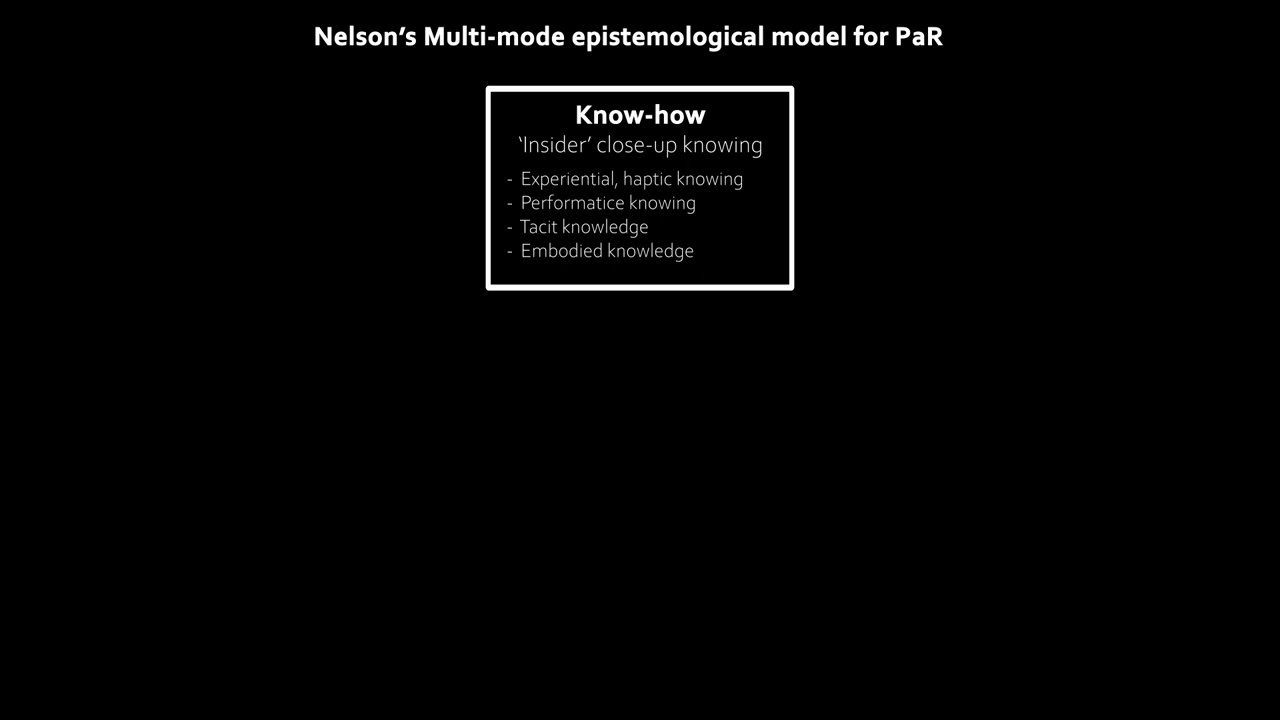 Nelson’s Multi-mode epistemological model for PaR
Know-how
‘Insider’ close-up knowing
- Experiential, haptic knowing
- Performatice knowing
- Tacit knowledge
- Embodied knowledge